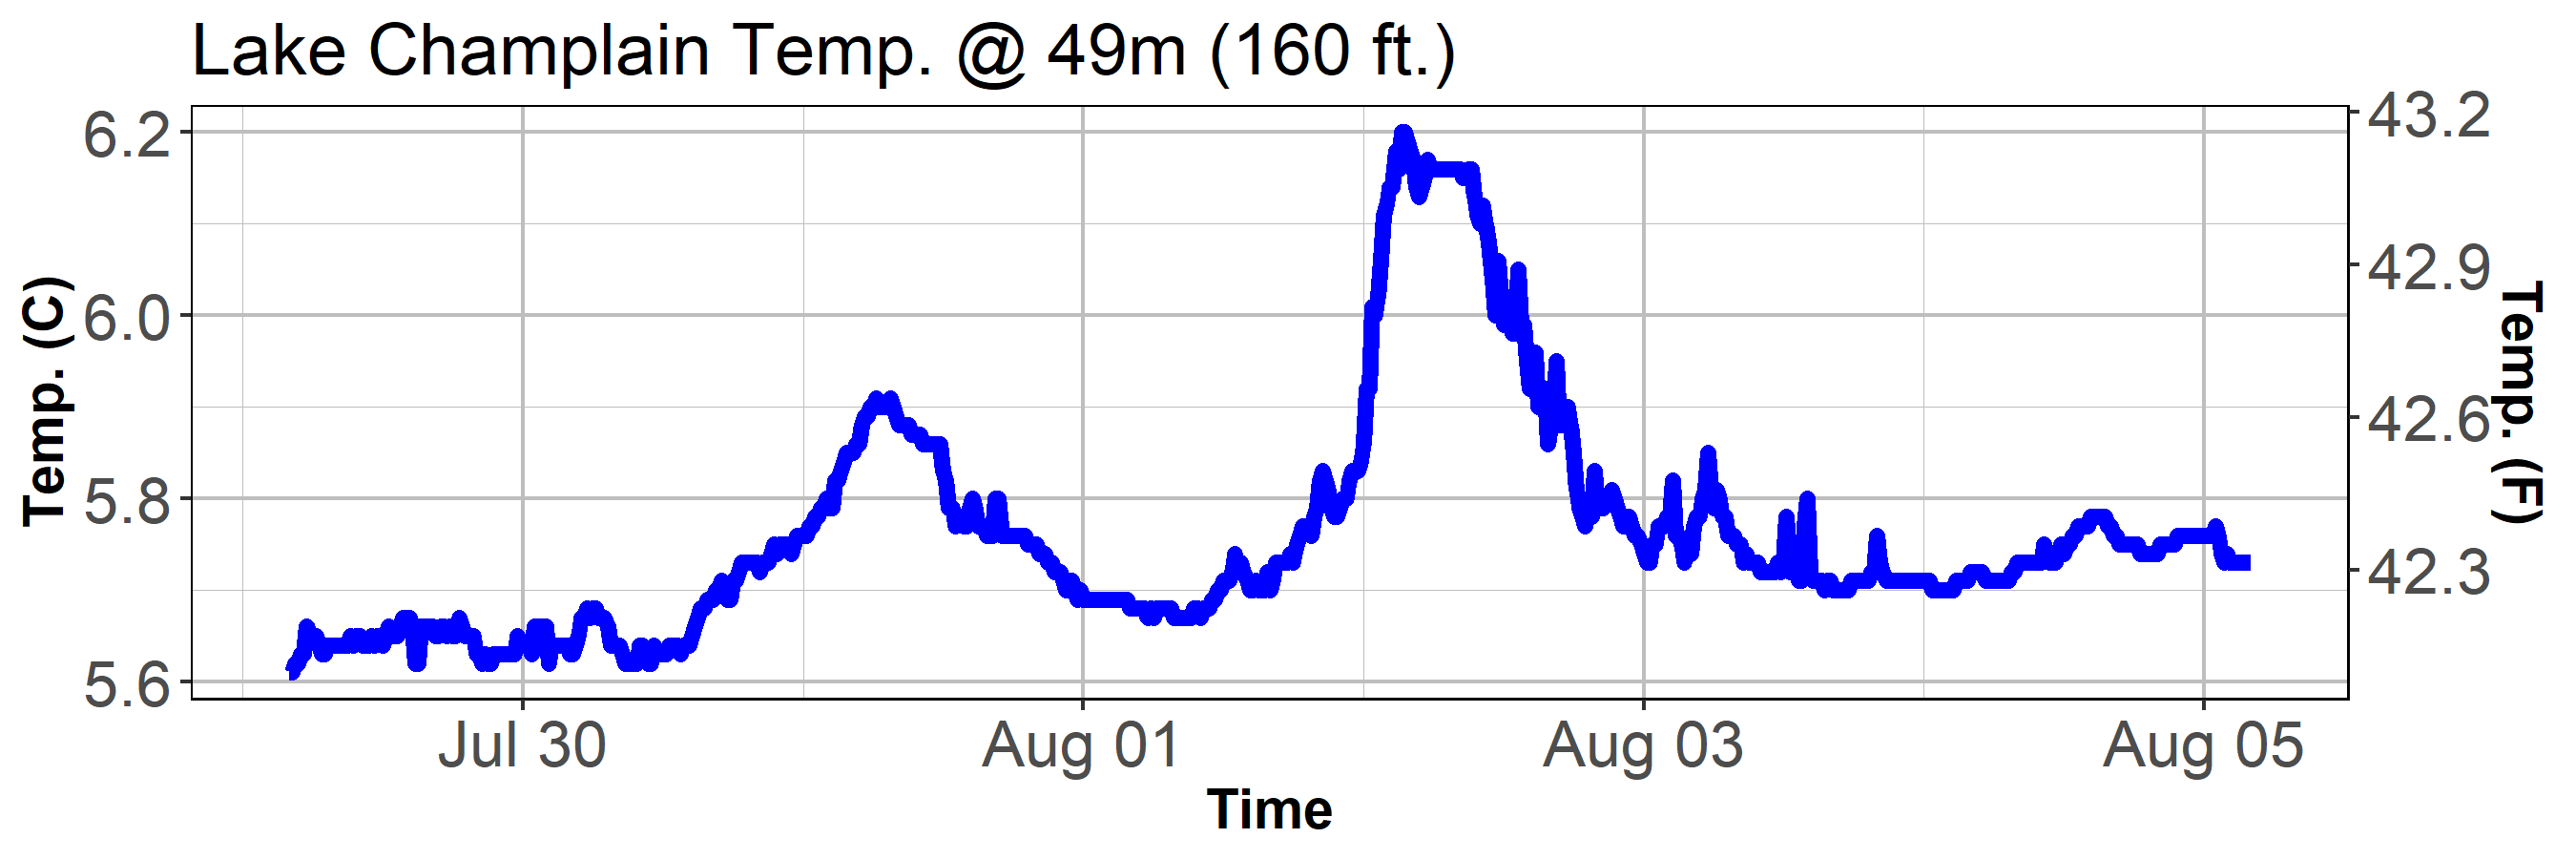 Lake Champlain Temp. @ 49m (160 ft.)
6.2
6.0
5.8
5.6
Temp. (C)
43.2
42.9
42.6
42.3
Temp. (F)
Jul 30 Aug 01 Aug 03 Aug 05
Time